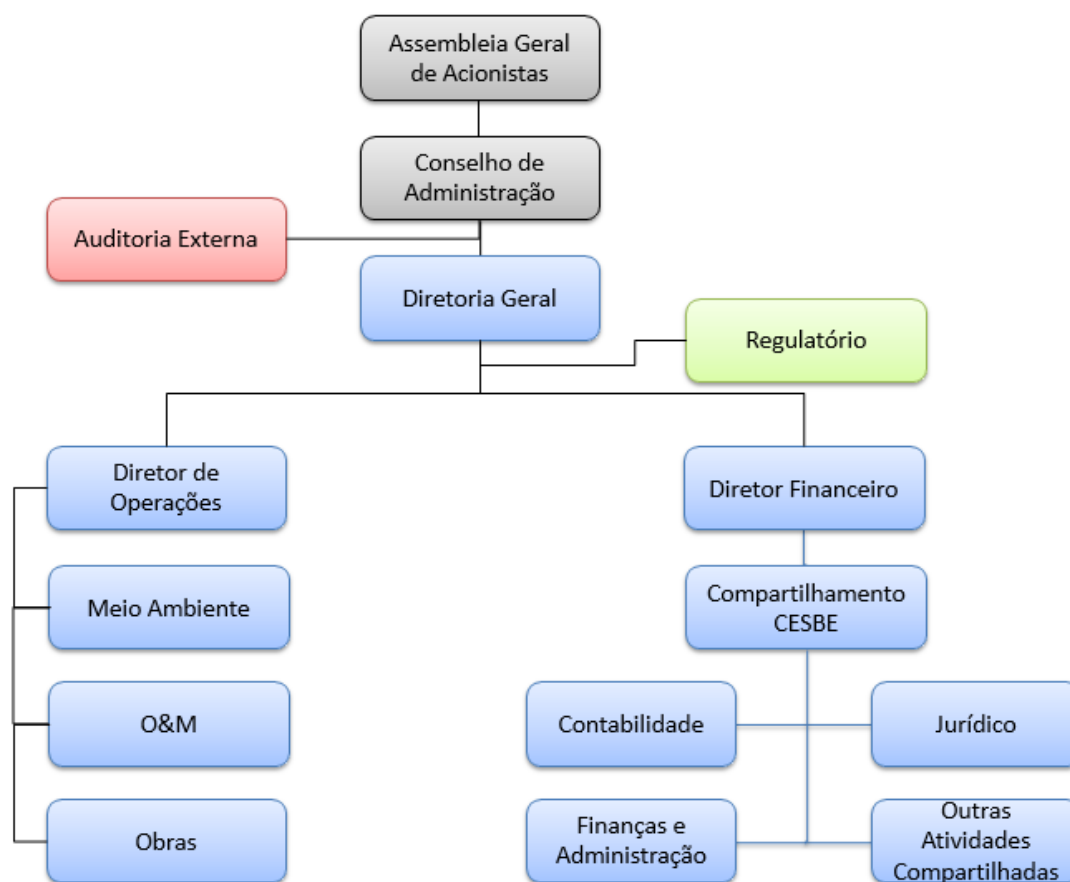 Assembleia Geral
de Acionistas
Conselho de
Administração
Auditoria Externa
Diretoria Geral
Regulatório
Diretor de
Operações
Diretor Financeiro
Meio Ambiente
Compartilhamento
CESBE
O&M
Contabilidade
Jurídico
Obras
Finanças e
Administração
Outras
Atividades
Compartilhadas